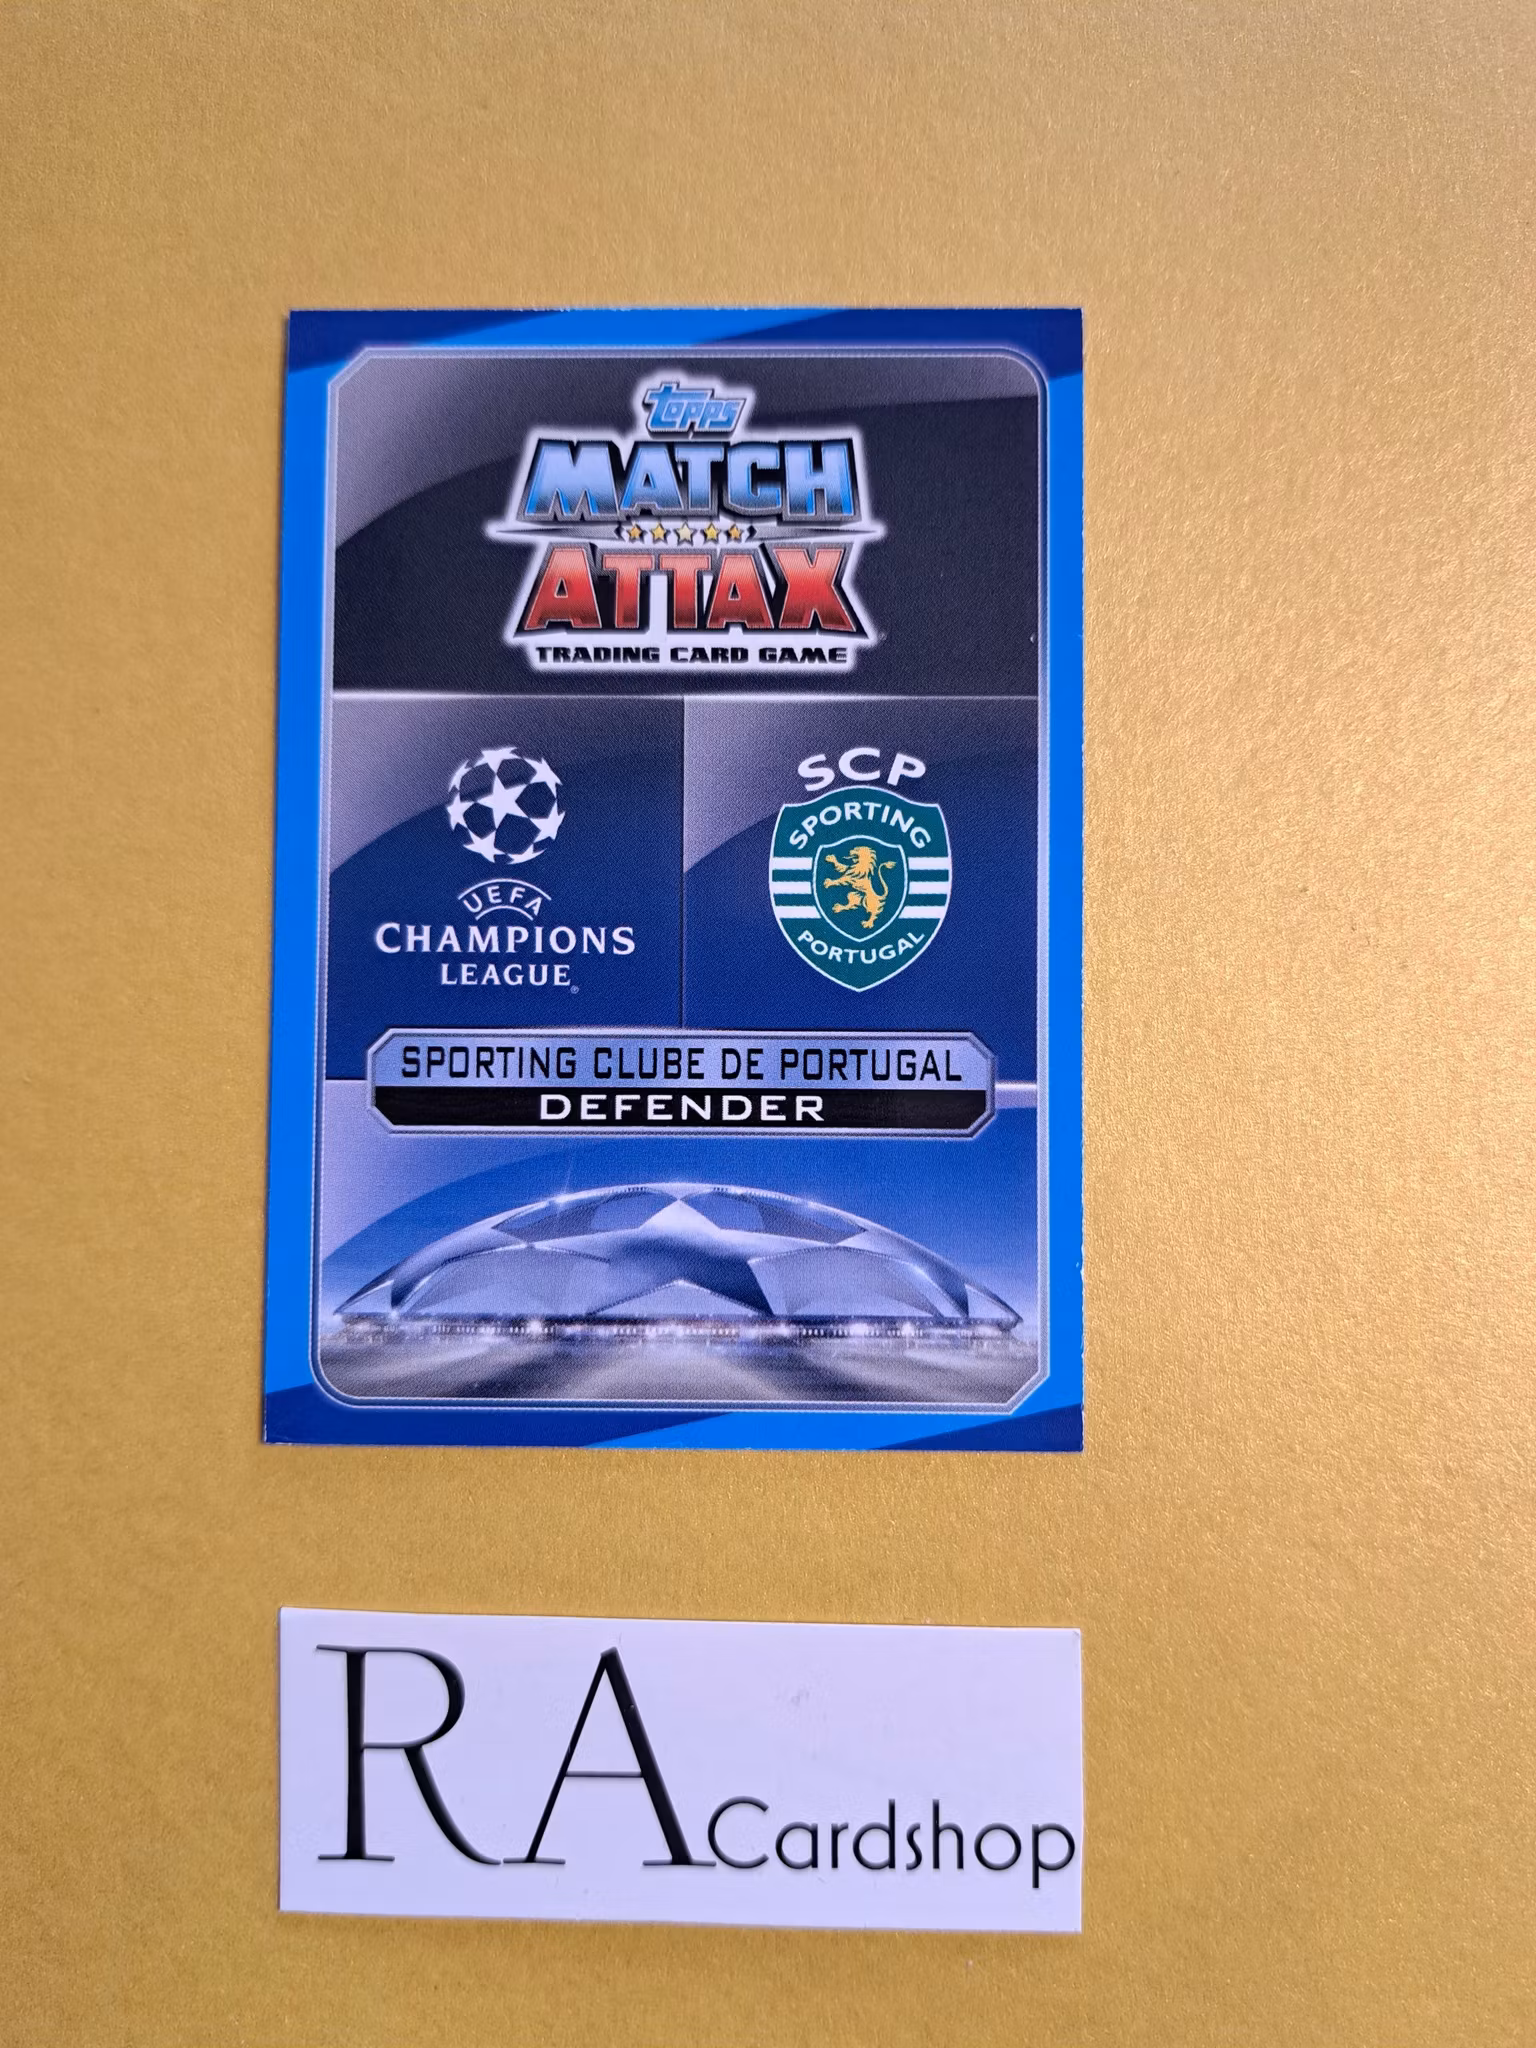 topps
MATCH
ATTAX
TRADING CARD GAME
UEFA
CHAMPIONS
LEAGUE®
SCP
SPORTING
PORTUGAL
SPORTING CLUBE DE PORTUGAL
DEFENDER
RA Cardshop